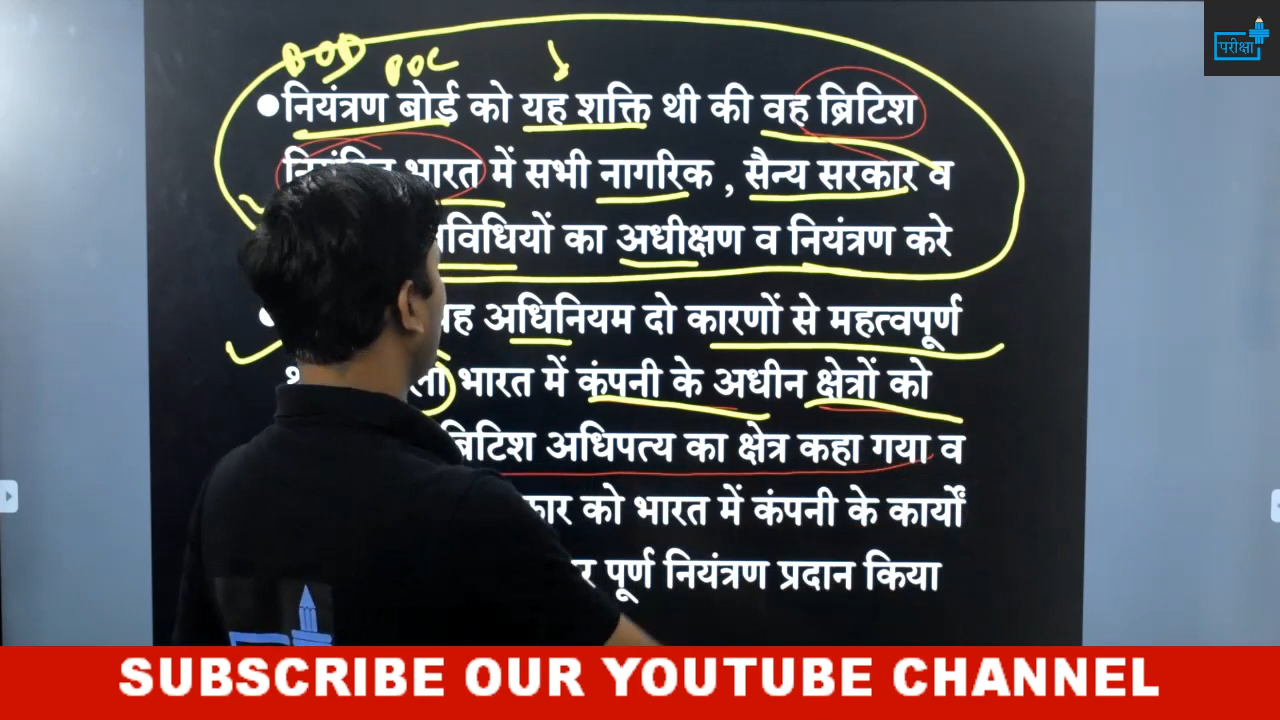 परीक्षा
BOD BOC
नियंत्रण बोर्ड को यह शक्ति थी की वह ब्रिटिश
भारत में सभी नागरिक , सैन्य सरकार व
का अधीक्षण व नियंत्रण करे
अधिनियम दो कारणों से महत्वपूर्ण
भारत में कंपनी के अधीन क्षेत्रों को
ब्रिटिश अधिपत्य का क्षेत्र कहा गया व
को भारत में कंपनी के कार्यों
पूर्ण नियंत्रण प्रदान किया
SUBSCRIBE OUR YOUTUBE CHANNEL